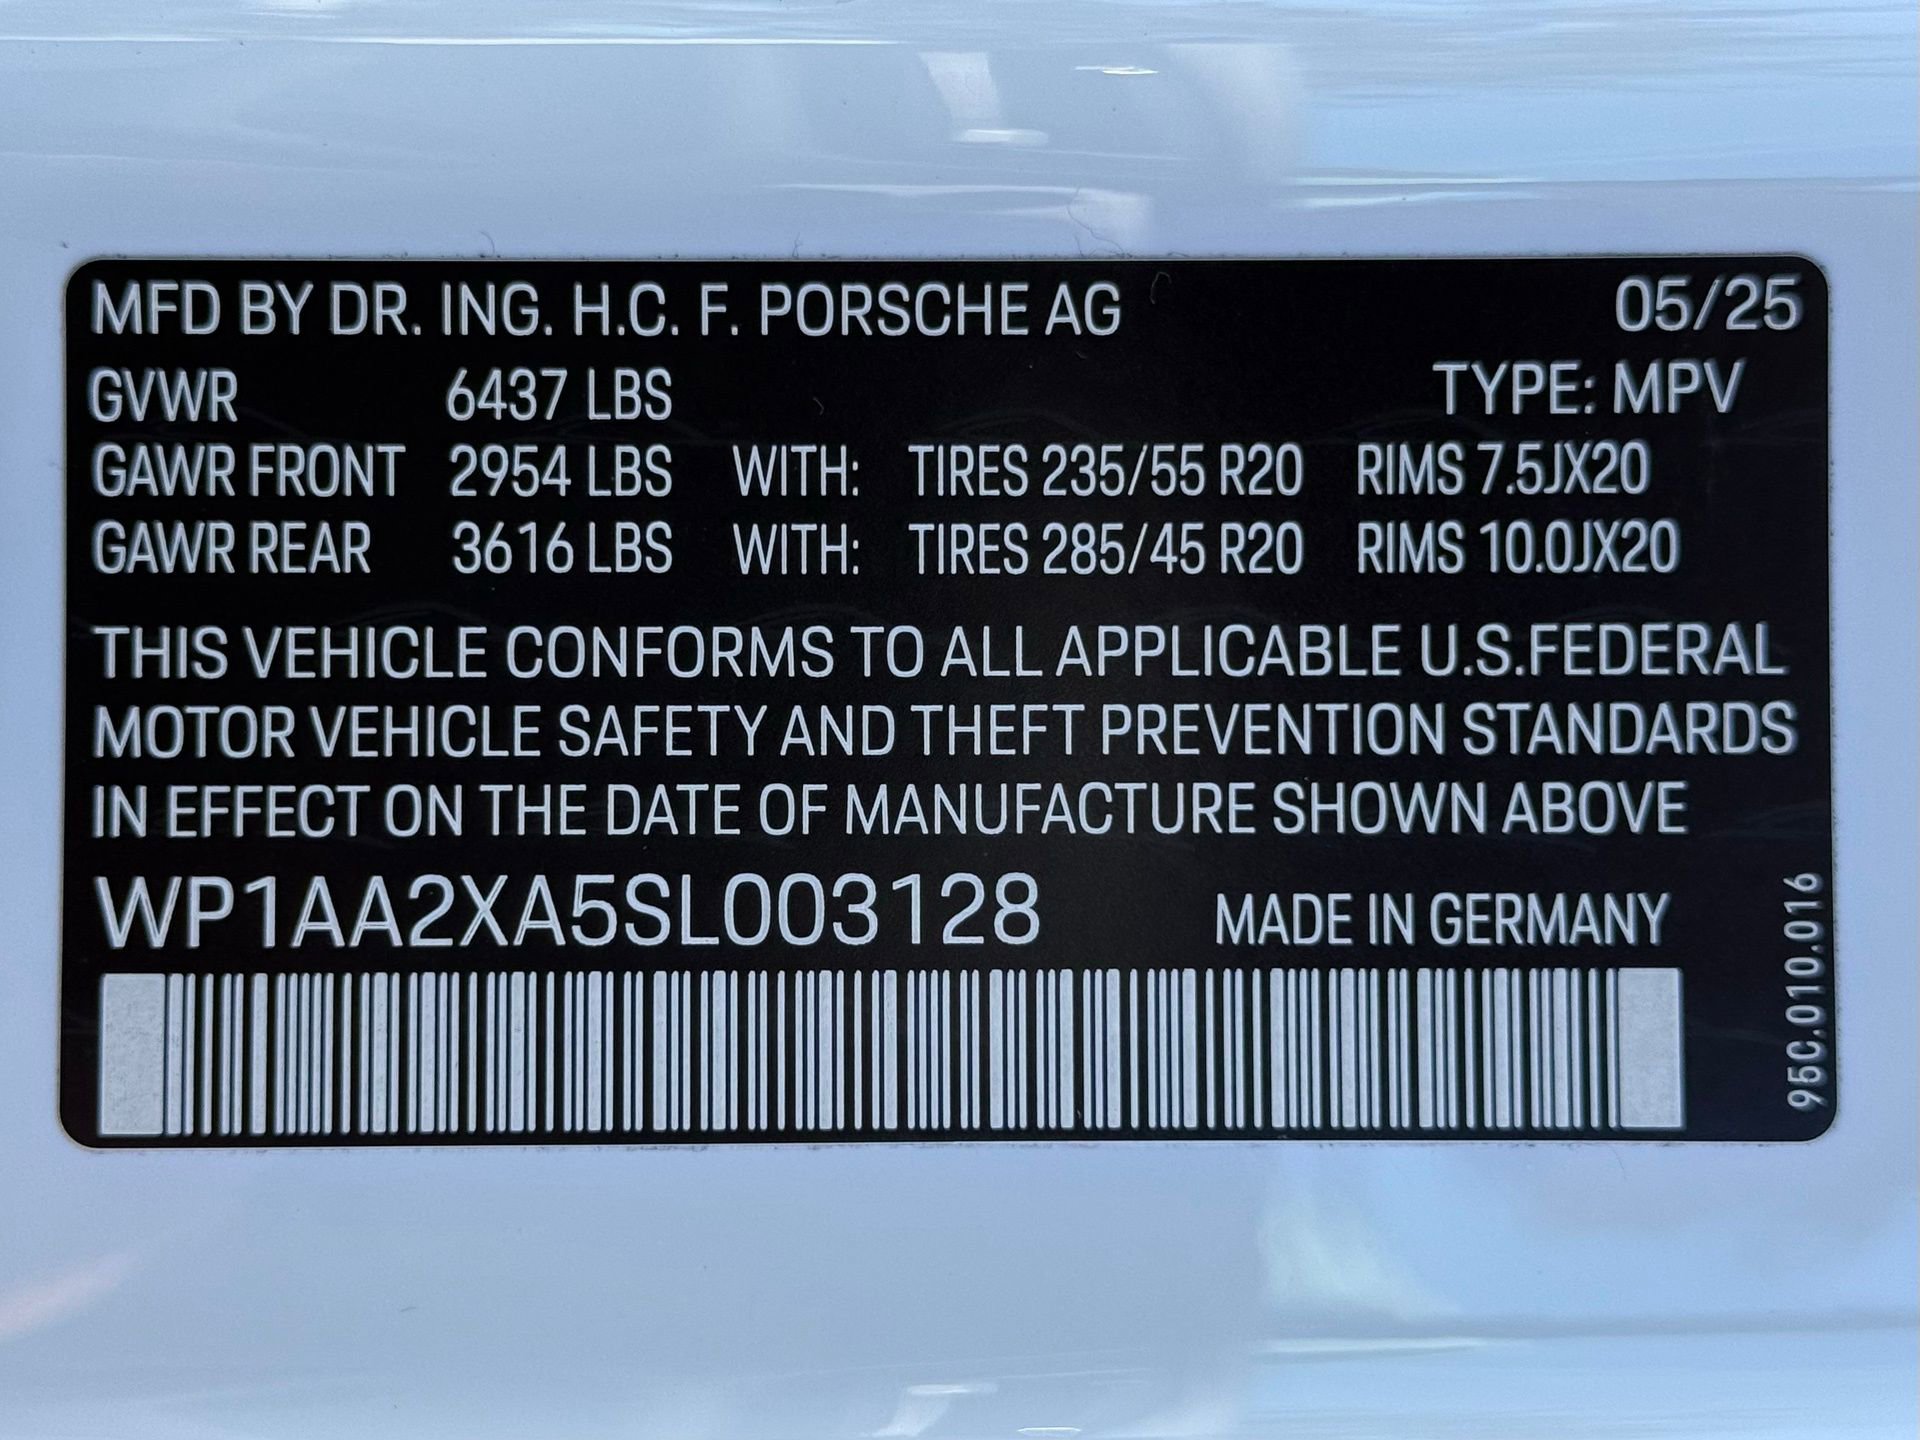 MFD BY DR. ING. H.C. F. PORSCHE AG 05/25
GVWR 6437 LBS TYPE: MPV
GAWR FRONT 2954 LBS WITH: TIRES 235/55 R20 RIMS 7.5JX20
GAWR REAR 3616 LBS WITH: TIRES 285/45 R20 RIMS 10.0JX20
THIS VEHICLE CONFORMS TO ALL APPLICABLE U.S.FEDERAL
MOTOR VEHICLE SAFETY AND THEFT PREVENTION STANDARDS
IN EFFECT ON THE DATE OF MANUFACTURE SHOWN ABOVE
WP1AA2XA5SL003128 MADE IN GERMANY
95C.010.016